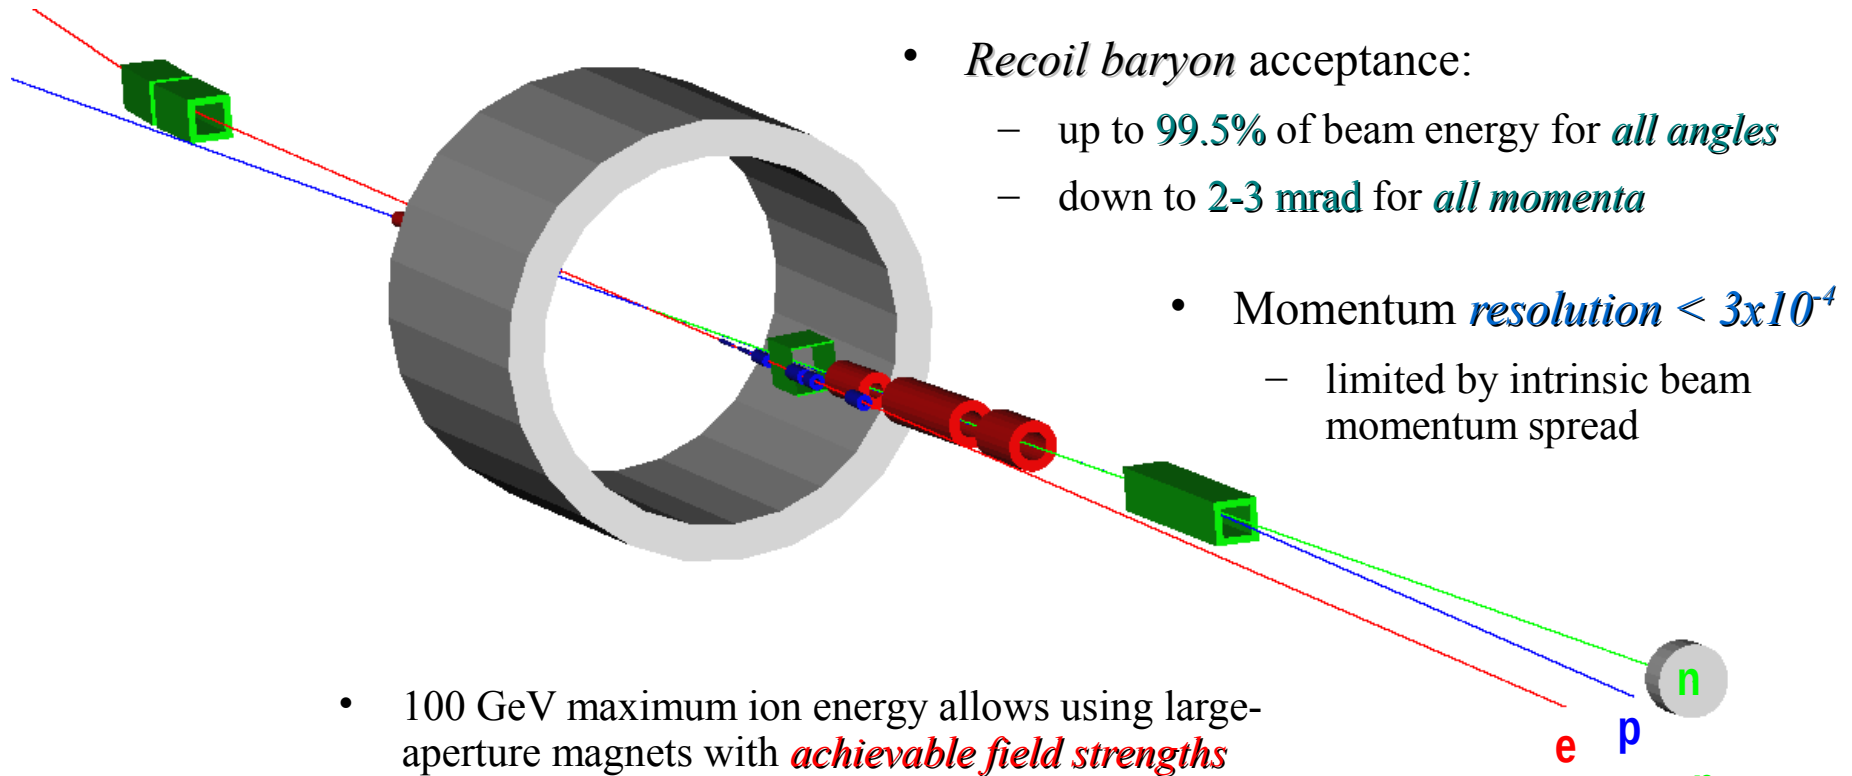 • Recoil baryon acceptance:
– up to 99.5% of beam energy for all angles
– down to 2-3 mrad for all momenta
• Momentum resolution < 3x10⁻⁴
– limited by intrinsic beam
momentum spread
n
p
e
• 100 GeV maximum ion energy allows using large-
aperture magnets with achievable field strengths